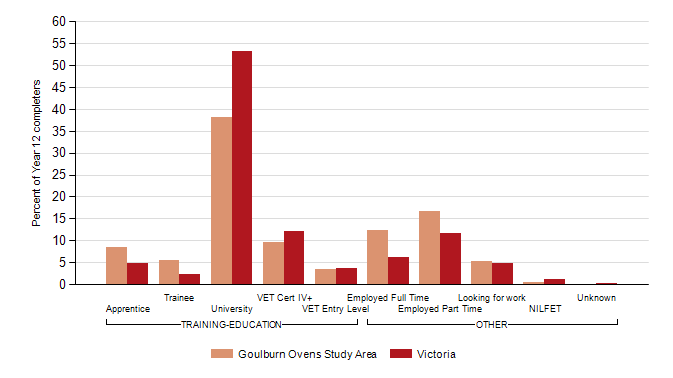 60
55
50
45
40
35
30
25
20
15
10
5
0
Percent of Year 12 completers
Trainee VET Cert IV+ Employed Full Time Looking for work Unknown
Apprentice University VET Entry Level Employed Part Time NILFET
TRAINING-EDUCATION OTHER
Goulburn Ovens Study Area Victoria